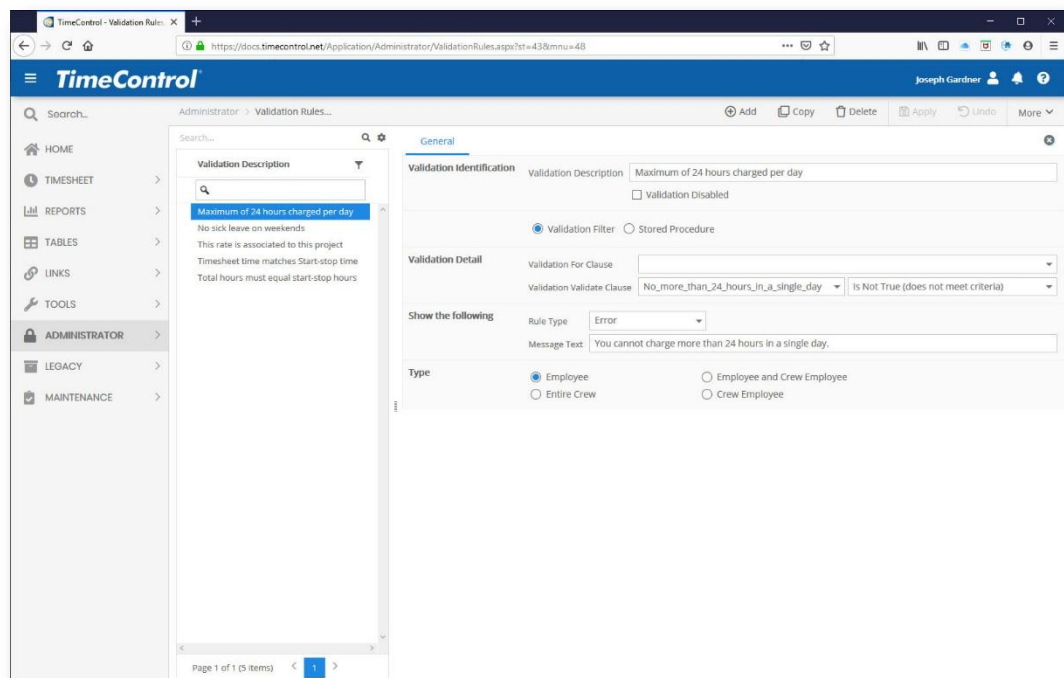 TimeControl - Validation Rules
https://docs.timecontrol.net/Application/Administrator/ValidationRules.aspx?st=43&mnu=48
TimeControl
Joseph Gardner
Search...
Administrator > Validation Rules...
Add Copy Delete Apply Undo More
HOME
TIMESHEET
REPORTS
TABLES
LINKS
TOOLS
ADMINISTRATOR
LEGACY
MAINTENANCE
Search...
Validation Description
Maximum of 24 hours charged per day
No sick leave on weekends
This rate is associated to this project
Timesheet time matches Start-stop time
Total hours must equal start-stop hours
Page 1 of 1 (5 items) < 1 >
General
Validation Identification
Validation Description Maximum of 24 hours charged per day
Validation Disabled
Validation Filter Stored Procedure
Validation Detail
Validation For Clause
Validation Validate Clause No_more_than_24_hours_in_a_single_day Is Not True (does not meet criteria)
Show the following
Rule Type Error
Message Text You cannot charge more than 24 hours in a single day.
Type
Employee Employee and Crew Employee
Entire Crew Crew Employee